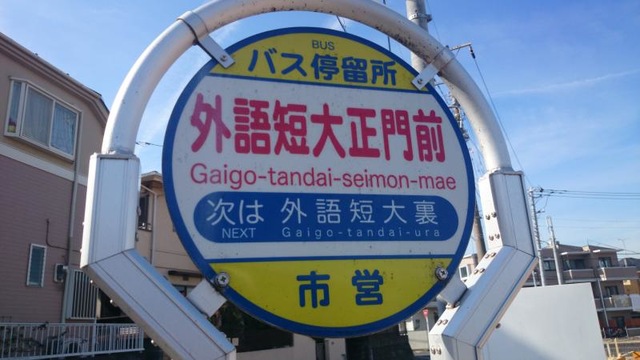 BUS
バス停留所
外語短大正門前
Gaigo-tandai-seimon-mae
次は 外語短大裏
NEXT Gaigo-tandai-ura
市営